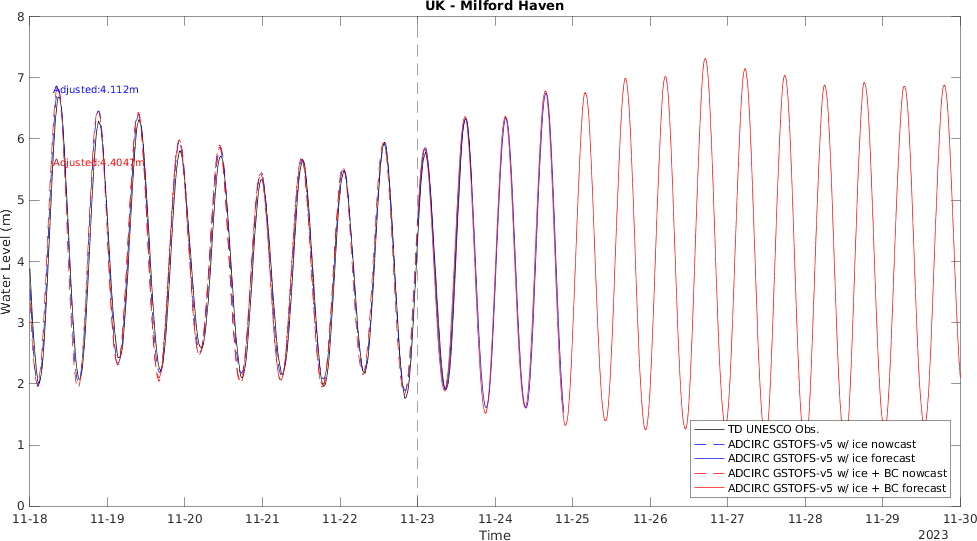 UK - Milford Haven
8
7
6
5
4
3
2
1
0
Water Level (m)
Adjusted:4.112m
Adjusted:4.4047m
TD UNESCO Obs.
ADCIRC GSTOFS-v5 w/ ice nowcast
ADCIRC GSTOFS-v5 w/ ice forecast
ADCIRC GSTOFS-v5 w/ ice + BC nowcast
ADCIRC GSTOFS-v5 w/ ice + BC forecast
11-18 11-19 11-20 11-21 11-22 11-23 11-24 11-25 11-26 11-27 11-28 11-29 11-30
Time
2023